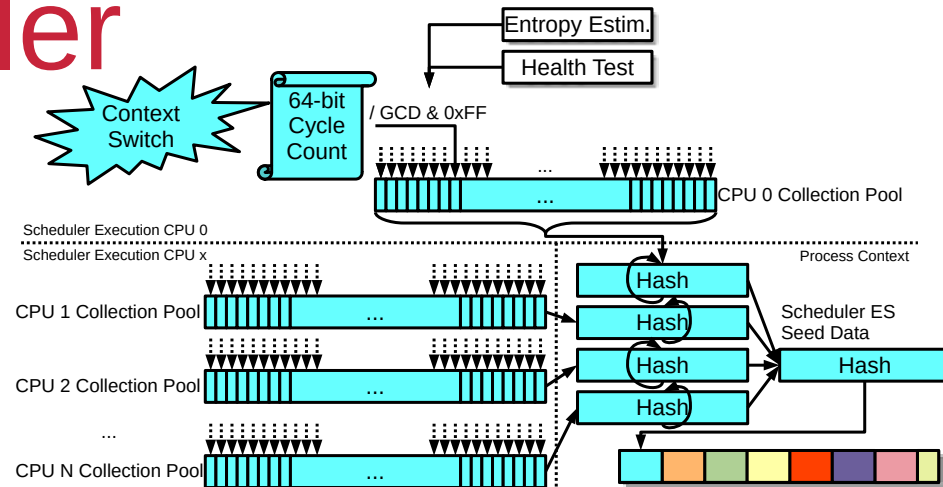 Entropy Estim.
Health Test
Context
Switch
64-bit
Cycle
Count
/ GCD & 0xFF
...
...
CPU 0 Collection Pool
Scheduler Execution CPU 0
Scheduler Execution CPU x
Process Context
CPU 1 Collection Pool
...
CPU 2 Collection Pool
...
...
CPU N Collection Pool
...
Hash
Hash
Hash
Hash
Scheduler ES
Seed Data
Hash